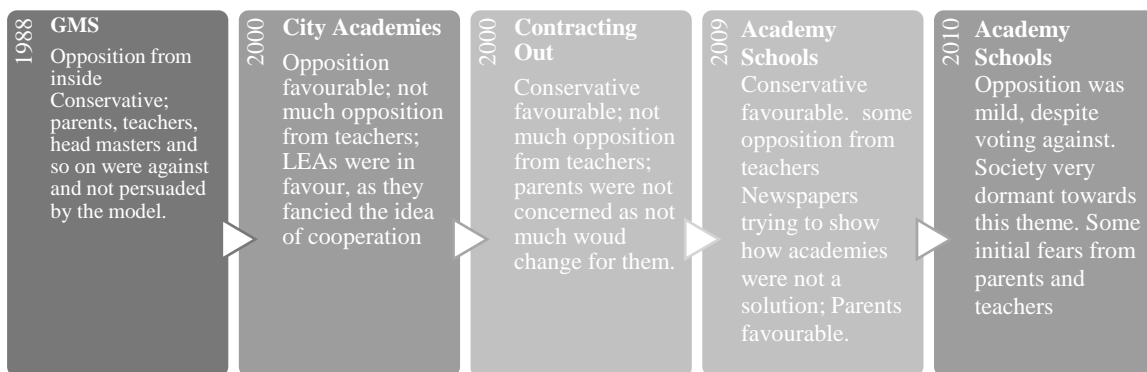 1988
GMS
Opposition from
inside
Conservative;
parents, teachers,
head masters and
so on were against
and not persuaded
by the model.
2000
City Academies
Opposition
favourable; not
much opposition
from teachers;
LEAs were in
favour, as they
fancied the idea
of cooperation
2000
Contracting
Out
Conservative
favourable; not
much opposition
from teachers;
parents were not
concerned as not
much woud
change for them.
2009
Academy
Schools
Conservative
favourable. some
opposition from
teachers
Newspapers
trying to show
how academies
were not a
solution; Parents
favourable.
2010
Academy
Schools
Opposition was
mild, despite
voting against.
Society very
dormant towards
this theme. Some
initial fears from
parents and
teachers